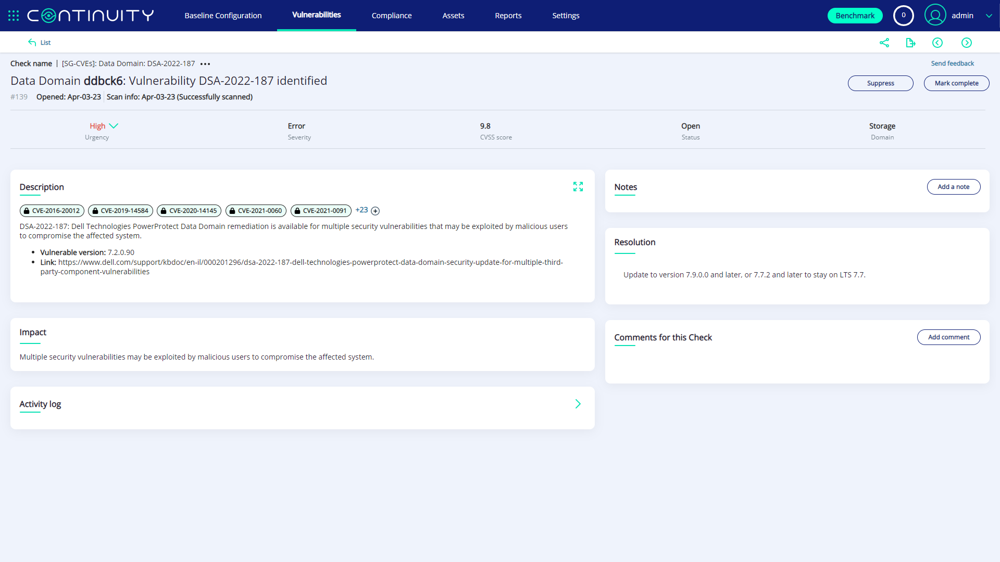 CONTINUITY
Baseline Configuration
Vulnerabilities
Compliance
Assets
Reports
Settings
Benchmark
0
admin
List
Check name | [SG-CVEs]: Data Domain: DSA-2022-187 •••
Send feedback
Data Domain ddbck6: Vulnerability DSA-2022-187 identified
Suppress
Mark complete
#139 Opened: Apr-03-23 | Scan info: Apr-03-23 (Successfully scanned)
High
Urgency
Error
Severity
9.8
CVSS score
Open
Status
Storage
Domain
Description
CVE-2016-20012 CVE-2019-14584 CVE-2020-14145 CVE-2021-0060 CVE-2021-0091 +23
DSA-2022-187: Dell Technologies PowerProtect Data Domain remediation is available for multiple security vulnerabilities that may be exploited by malicious users
to compromise the affected system.
• Vulnerable version: 7.2.0.90
• Link: https://www.dell.com/support/kbdoc/en-il/000201296/dsa-2022-187-dell-technologies-powerprotect-data-domain-security-update-for-multiple-third-
party-component-vulnerabilities
Impact
Multiple security vulnerabilities may be exploited by malicious users to compromise the affected system.
Activity log
Notes
Add a note
Resolution
Update to version 7.9.0.0 and later, or 7.7.2 and later to stay on LTS 7.7.
Comments for this Check
Add comment